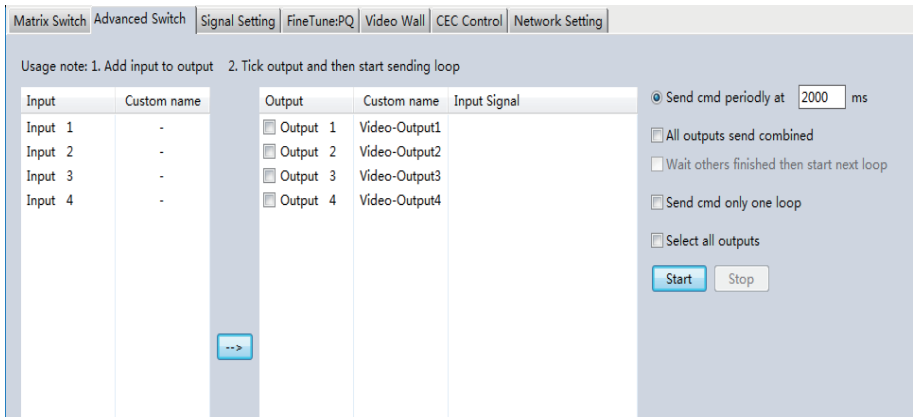 Matrix Switch Advanced Switch Signal Setting FineTune:PQ Video Wall CEC Control Network Setting
Usage note: 1. Add input to output 2. Tick output and then start sending loop
Input Custom name
Input 1 -
Input 2 -
Input 3 -
Input 4 -
-->
Output Custom name Input Signal
Output 1 Video-Output1
Output 2 Video-Output2
Output 3 Video-Output3
Output 4 Video-Output4
Send cmd periodly at 2000 ms
All outputs send combined
Wait others finished then start next loop
Send cmd only one loop
Select all outputs
Start Stop